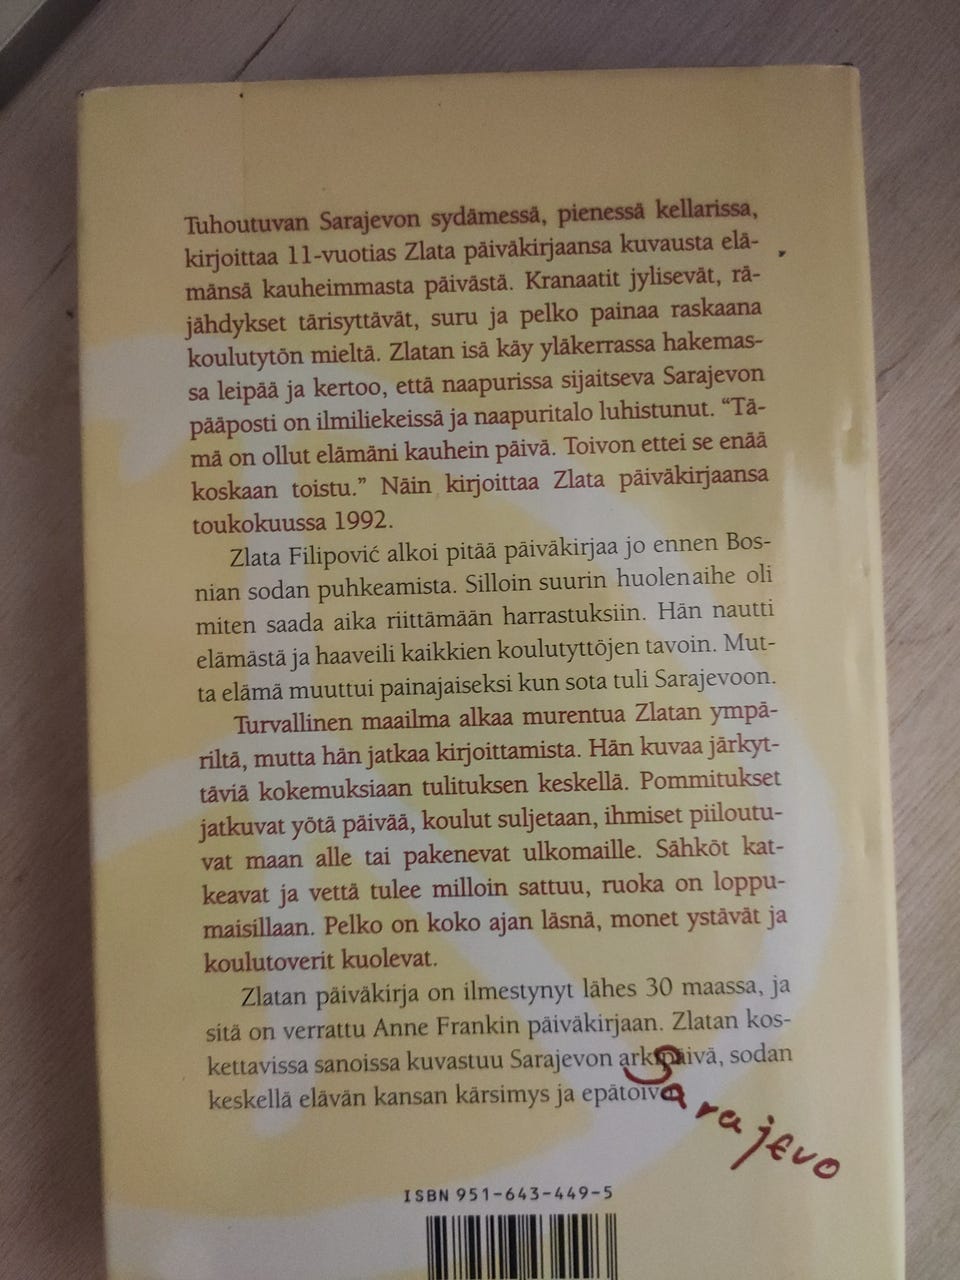 Tuhoutuvan Sarajevon sydämessä, pienessä kellarissa,
kirjoittaa 11-vuotias Zlata päiväkirjaansa kuvausta elä-
mänsä kauheimmasta päivästä. Kranaatit jylisevät, rä-
jähdykset tärisyttävät, suru ja pelko painaa raskaana
koulutytön mieltä. Zlatan isä käy yläkerrassa hakemas-
sa leipää ja kertoo, että naapurissa sijaitseva Sarajevon
pääposti on ilmiliekeissä ja naapuritalo luhistunut. “Tä-
mä on ollut elämäni kauhein päivä. Toivon ettei se enää
koskaan toistu.” Näin kirjoittaa Zlata päiväkirjaansa
toukokuussa 1992.
Zlata Filipović alkoi pitää päiväkirjaa jo ennen Bos-
nian sodan puhkeamista. Silloin suurin huolenaihe oli
miten saada aika riittämään harrastuksiin. Hän nautti
elämästä ja haaveili kaikkien koulutyttöjen tavoin. Mut-
ta elämä muuttui painajaiseksi kun sota tuli Sarajevoon.
Turvallinen maailma alkaa murentua Zlatan ympä-
riltä, mutta hän jatkaa kirjoittamista. Hän kuvaa järkyt-
täviä kokemuksiaan tulituksen keskellä. Pommitukset
jatkuvat yötä päivää, koulut suljetaan, ihmiset piiloutu-
vat maan alle tai pakenevat ulkomaille. Sähköt kat-
keavat ja vettä tulee milloin sattuu, ruoka on loppu-
maisillaan. Pelko on koko ajan läsnä, monet ystävät ja
koulutoverit kuolevat.
Zlatan päiväkirja on ilmestynyt lähes 30 maassa, ja
sitä on verrattu Anne Frankin päiväkirjaan. Zlatan kos-
kettavissa sanoissa kuvastuu Sarajevon arkipäivä, sodan
keskellä elävän kansan kärsimys ja epätoivo.
Sarajevo
ISBN 951-643-449-5